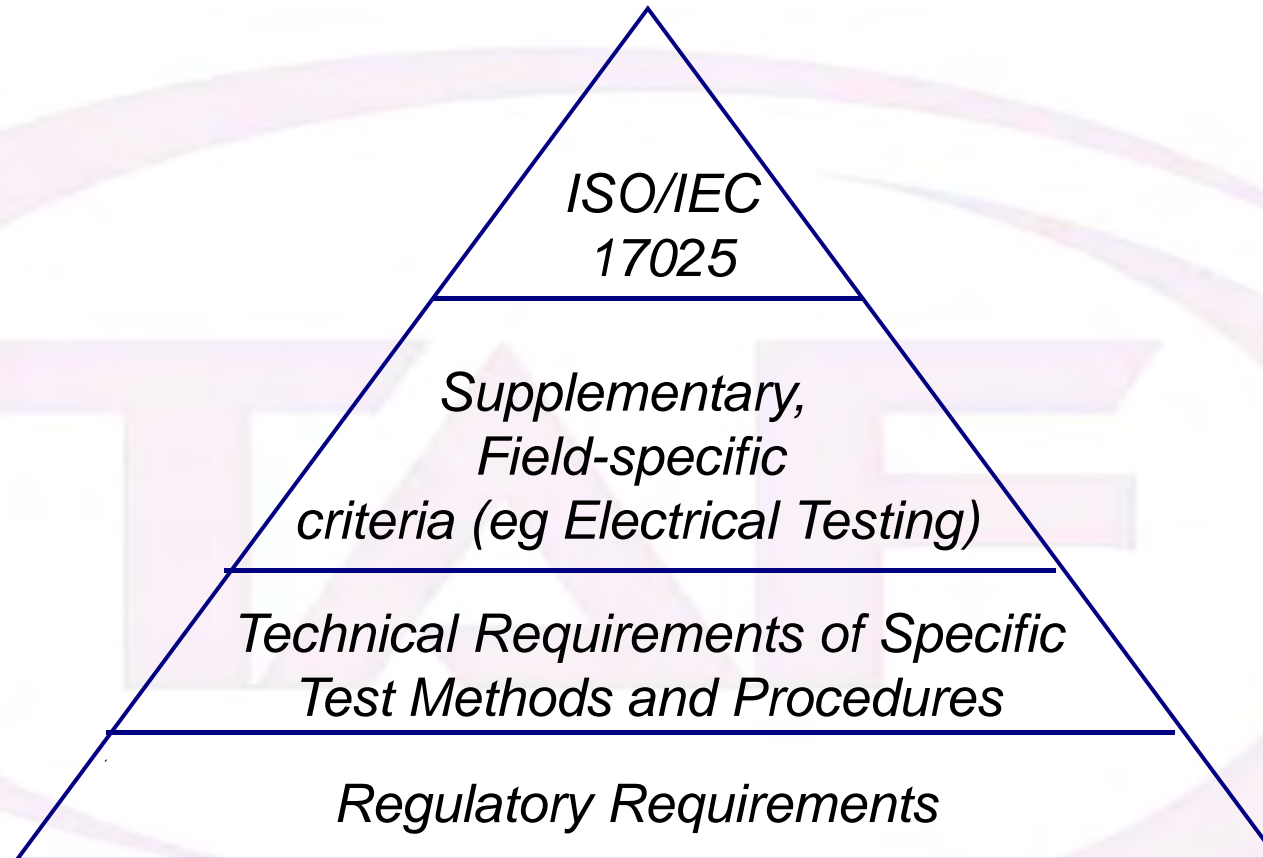 ISO/IEC
17025
Supplementary,
Field-specific
criteria (eg Electrical Testing)
Technical Requirements of Specific
Test Methods and Procedures
Regulatory Requirements
TAF